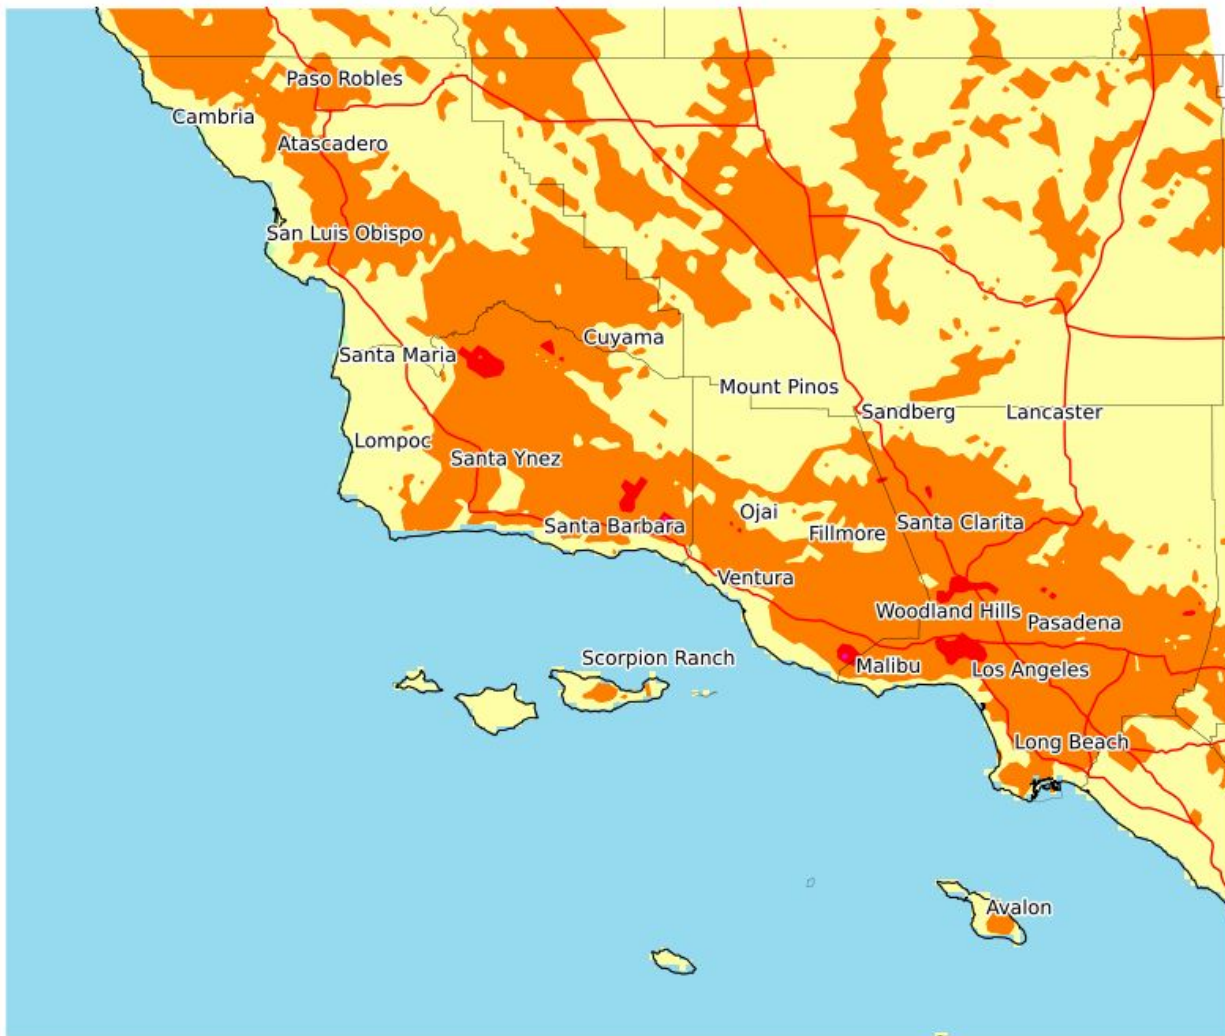 Paso Robles
Cambria
Atascadero
San Luis Obispo
Cuyama
Santa Maria
Mount Pinos
Sandberg
Lancaster
Lompoc
Santa Ynez
Ojai
Santa Clarita
Santa Barbara
Fillmore
Ventura
Woodland Hills
Pasadena
Scorpion Ranch
Malibu
Los Angeles
Long Beach
Avalon